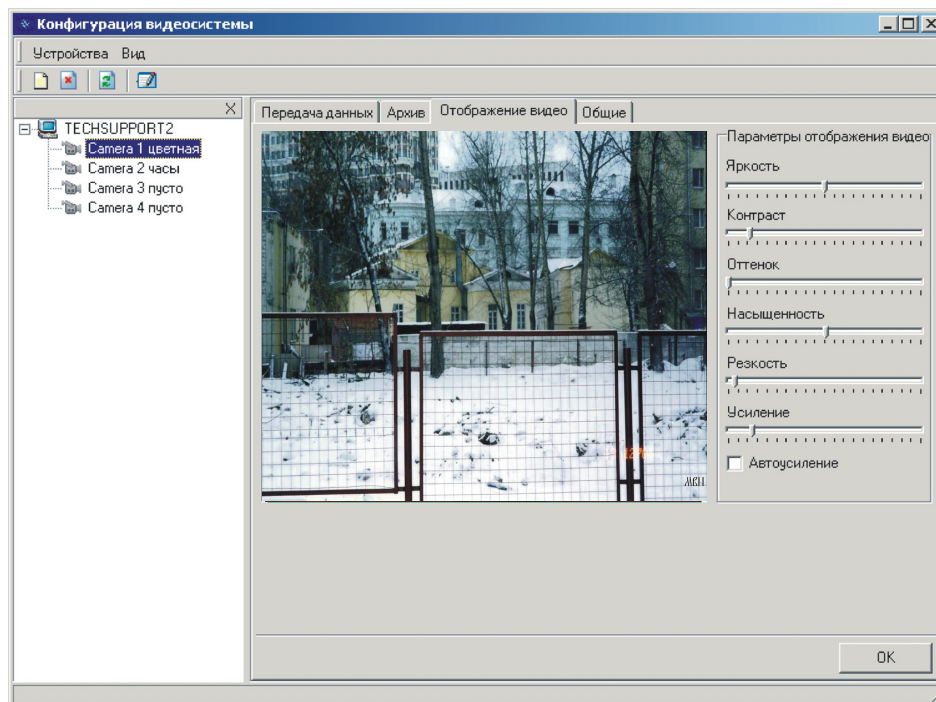 Конфигурация видеосистемы
Устройства Вид
Передача данных Архив Отображение видео Общие
TECHSUPPORT2
Camera 1 цветная
Camera 2 часы
Camera 3 пусто
Camera 4 пусто
Параметры отображения видео
Яркость
Контраст
Оттенок
Насыщенность
Резкость
Усиление
Автоусиление
OK